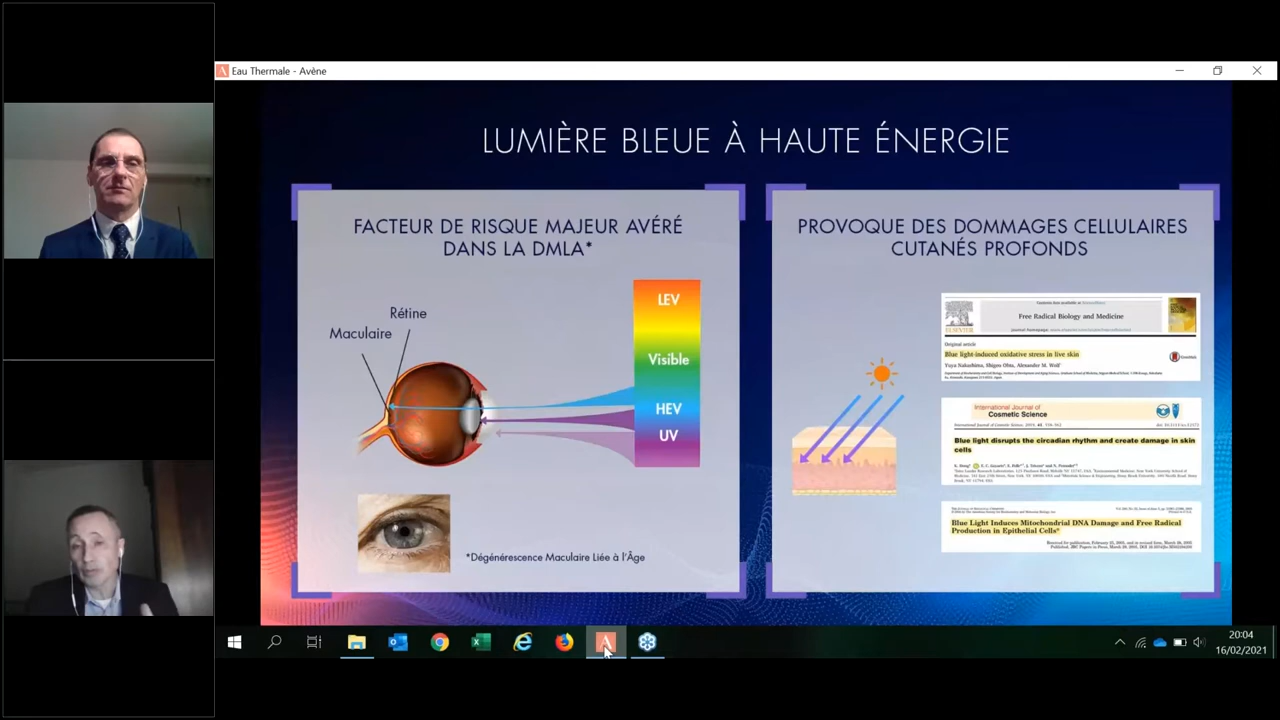 Eau Thermale - Avène
LUMIÈRE BLEUE À HAUTE ÉNERGIE
FACTEUR DE RISQUE MAJEUR AVÉRÉ
DANS LA DMLA*
Rétine
Maculaire
LEV
Visible
HEV
UV
*Dégénérescence Maculaire Liée à l'Âge
PROVOQUE DES DOMMAGES CELLULAIRES
CUTANÉS PROFONDS
ELSEVIER
Free Radical Biology and Medicine
Original article
Blue light-induced oxidative stress in live skin
International Journal of
Cosmetic Science
Blue light disrupts the circadian rhythm and create damage in skin
cells
Blue Light Induces Mitochondrial DNA Damage and Free Radical
Production in Epithelial Cells*
20:04
16/02/2021